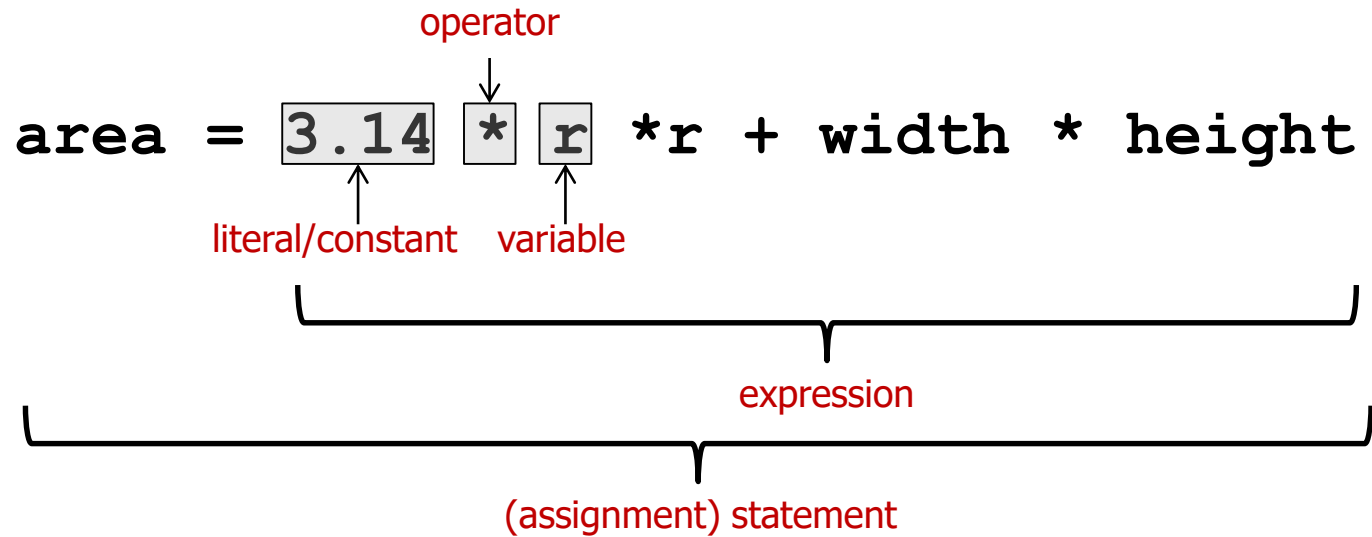 operator
area = 3.14 * r *r + width * height
literal/constant variable
expression
(assignment) statement